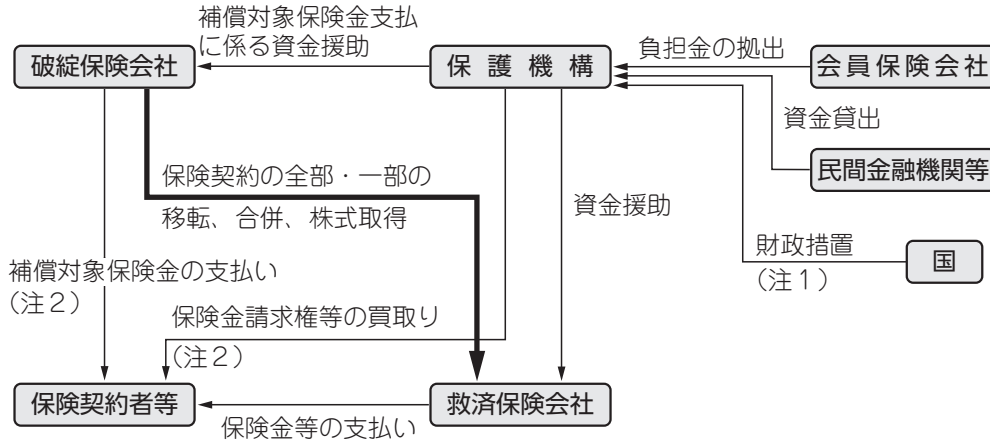 補償対象保険金支払
に係る資金援助
破綻保険会社
保護機構
負担金の拠出
会員保険会社
資金貸出
民間金融機関等
保険契約の全部・一部の
移転、合併、株式取得
資金援助
財政措置
(注1)
国
補償対象保険金の支払い
(注2)
保険金請求権等の買取り
(注2)
保険契約者等
救済保険会社
保険金等の支払い